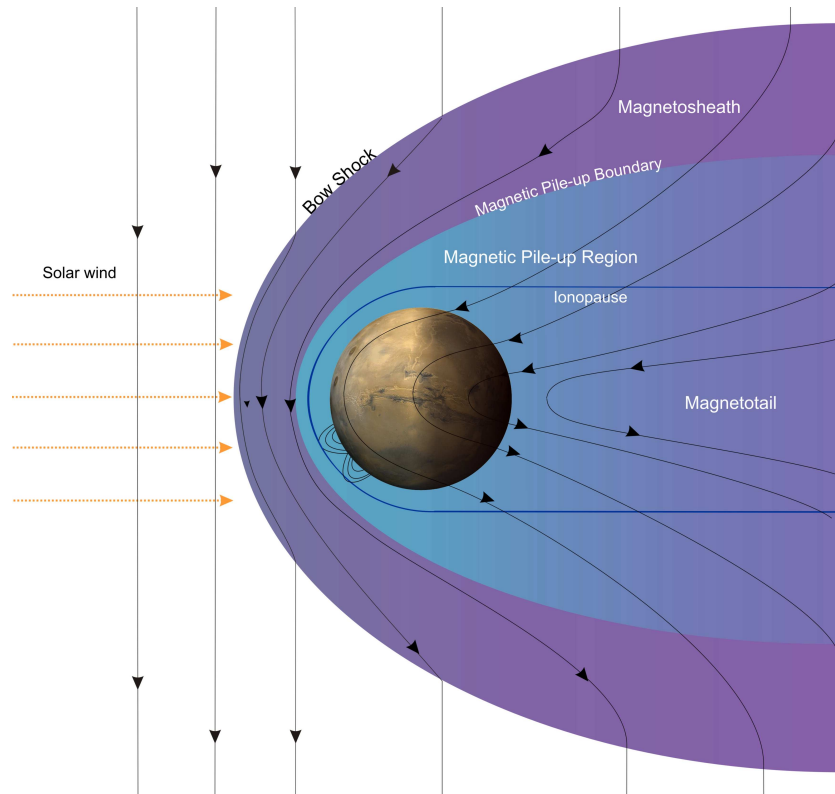 Magnetosheath
Bow Shock
Magnetic Pile-up Boundary
Magnetic Pile-up Region
Solar wind
Ionopause
Magnetotail